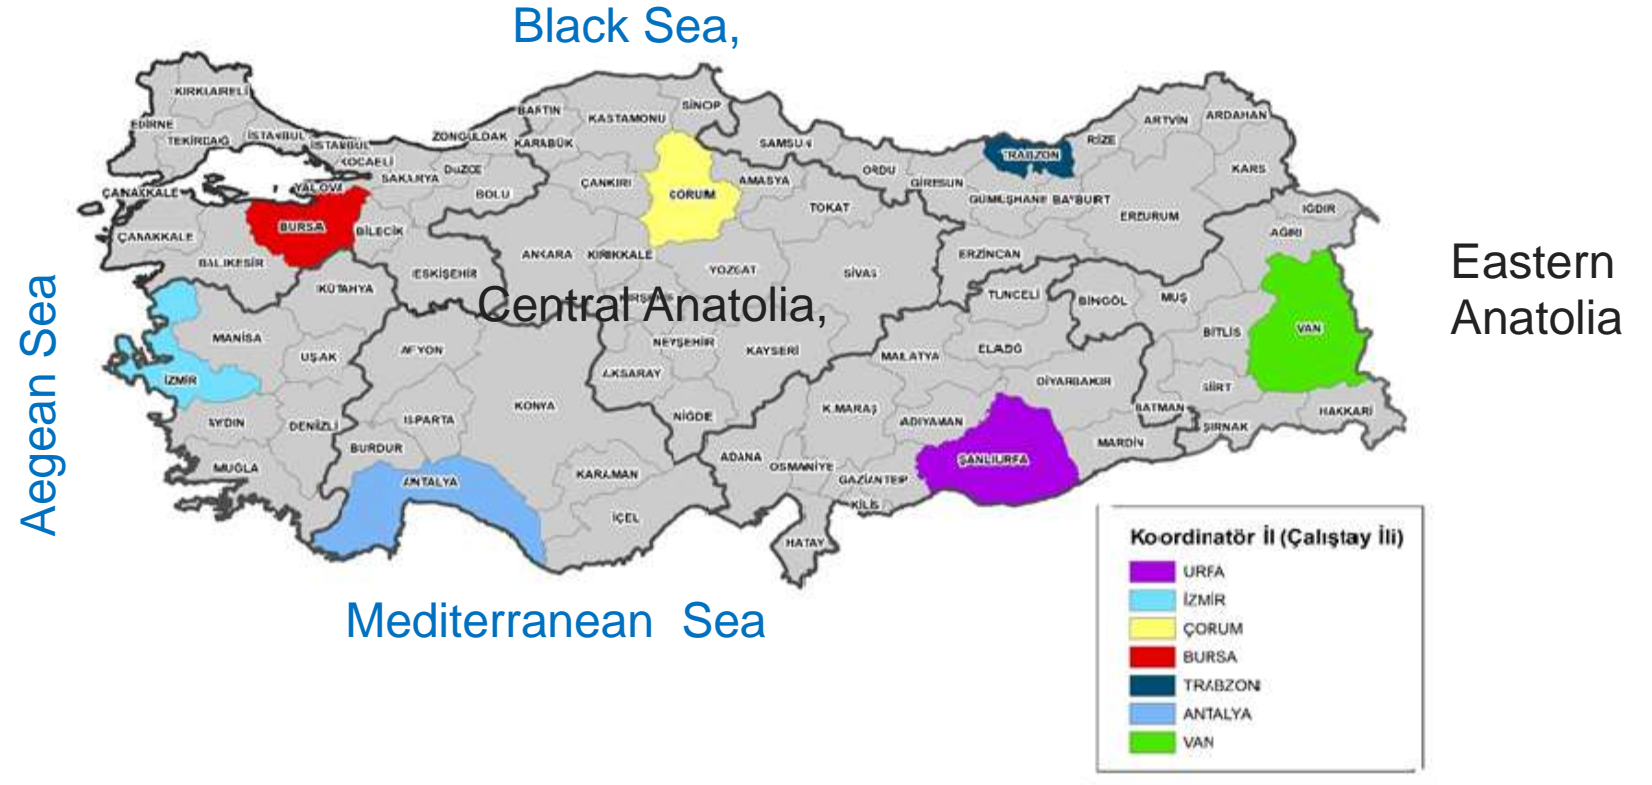 Black Sea,
KIRKLARELİ
EDİRNE
TEKİRDAĞ
İSTANBUL
İSTANBUL
KOCAELİ
YALOVA
SAKARYA
DÜZCE
ZONGULDAK
BARTIN
KARABÜK
KASTAMONU
SİNOP
SAMSUN
ORDU
GİRESUN
TRABZON
RİZE
ARTVİN
ARDAHAN
KARS
ÇANAKKALE
BOLU
ÇANKIRI
ÇORUM
AMASYA
TOKAT
GÜMÜŞHANE
BAYBURT
ERZURUM
IĞDIR
AĞRI
ÇANAKKALE
BURSA
BİLECİK
BALIKESİR
ESKİŞEHİR
ANKARA
KIRIKKALE
YOZGAT
SİVAS
ERZİNCAN
Eastern
Anatolia
Aegean Sea
KÜTAHYA
KIRŞEHİR
Central Anatolia,
TUNCELİ
BİNGÖL
MUŞ
BİTLİS
VAN
MANİSA
UŞAK
AFYON
NEVŞEHİR
KAYSERİ
MALATYA
ELAZIĞ
İZMİR
AKSARAY
DİYARBAKIR
SİİRT
AYDIN
DENİZLİ
ISPARTA
KONYA
NİĞDE
K.MARAŞ
ADIYAMAN
BATMAN
HAKKARİ
ŞIRNAK
MARDİN
BURDUR
MUĞLA
ANTALYA
KARAMAN
ADANA
OSMANİYE
GAZİANTEP
ŞANLIURFA
KİLİS
İÇEL
HATAY
Mediterranean Sea
Koordinatör İl (Çalıştay İli)
URFA
İZMİR
ÇORUM
BURSA
TRABZON
ANTALYA
VAN